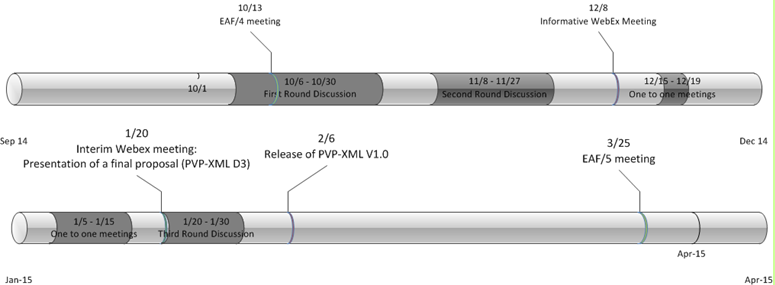 10/13
EAF/4 meeting
12/8
Informative WebEx Meeting
10/1
10/6 - 10/30
First Round Discussion
11/8 - 11/27
Second Round Discussion
12/15 - 12/19
One to one meetings
Sep 14
Dec 14
1/20
Interim Webex meeting:
Presentation of a final proposal (PVP-XML D3)
2/6
Release of PVP-XML V1.0
3/25
EAF/5 meeting
1/5 - 1/15
One to one meetings
1/20 - 1/30
Third Round Discussion
Apr-15
Jan-15
Apr-15